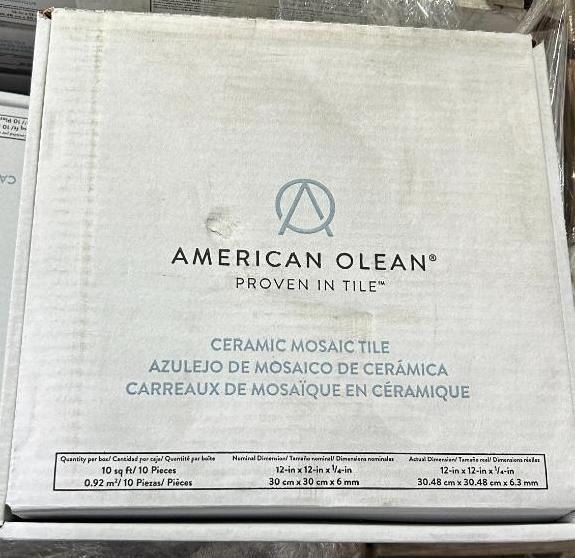 AMERICAN OLEAN®
PROVEN IN TILE™
CERAMIC MOSAIC TILE
AZULEJO DE MOSAICO DE CERÁMICA
CARREAUX DE MOSAÏQUE EN CÉRAMIQUE
Quantity per box/ Cantidad por caja/ Quantité par boîte
10 sq ft/ 10 Pieces
0.92 m²/ 10 Piezas/ Pièces
Nominal Dimension/ Tamaño nominal/ Dimensions nominales
12-in x 12-in x 1/4-in
30 cm x 30 cm x 6 mm
Actual Dimension/ Tamaño real/ Dimensions réelles
12-in x 12-in x 1/4-in
30.48 cm x 30.48 cm x 6.3 mm